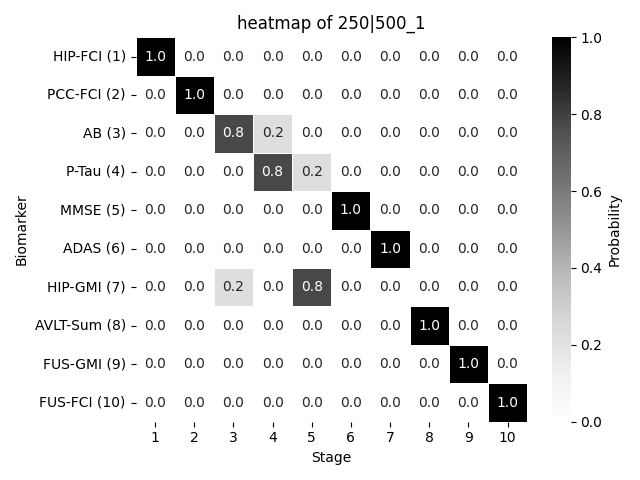 heatmap of 250|500_1
HIP-FCI (1) 1.0 0.0 0.0 0.0 0.0 0.0 0.0 0.0 0.0 0.0
PCC-FCI (2) 0.0 1.0 0.0 0.0 0.0 0.0 0.0 0.0 0.0 0.0
AB (3) 0.0 0.0 0.8 0.2 0.0 0.0 0.0 0.0 0.0 0.0
P-Tau (4) 0.0 0.0 0.0 0.8 0.2 0.0 0.0 0.0 0.0 0.0
MMSE (5) 0.0 0.0 0.0 0.0 0.0 1.0 0.0 0.0 0.0 0.0
ADAS (6) 0.0 0.0 0.0 0.0 0.0 0.0 1.0 0.0 0.0 0.0
HIP-GMI (7) 0.0 0.0 0.2 0.0 0.8 0.0 0.0 0.0 0.0 0.0
AVLT-Sum (8) 0.0 0.0 0.0 0.0 0.0 0.0 0.0 1.0 0.0 0.0
FUS-GMI (9) 0.0 0.0 0.0 0.0 0.0 0.0 0.0 0.0 1.0 0.0
FUS-FCI (10) 0.0 0.0 0.0 0.0 0.0 0.0 0.0 0.0 0.0 1.0
1 2 3 4 5 6 7 8 9 10
Stage
Biomarker
1.0
0.8
0.6
0.4
0.2
0.0
Probability